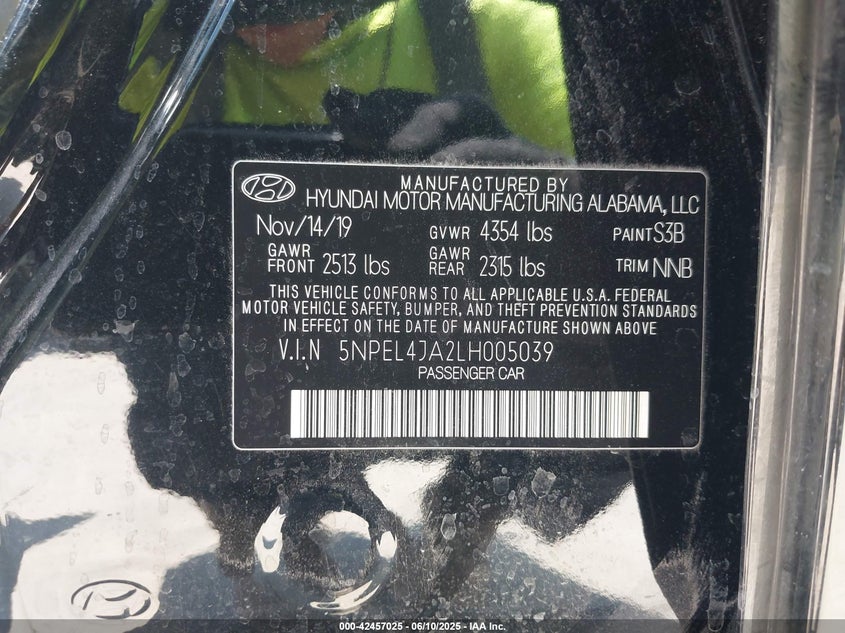 MANUFACTURED BY
HYUNDAI MOTOR MANUFACTURING ALABAMA, LLC
Nov/14/19 GVWR 4354 lbs PAINT S3B
GAWR FRONT 2513 lbs GAWR REAR 2315 lbs TRIM NNB
THIS VEHICLE CONFORMS TO ALL APPLICABLE U.S.A. FEDERAL
MOTOR VEHICLE SAFETY, BUMPER, AND THEFT PREVENTION STANDARDS
IN EFFECT ON THE DATE OF MANUFACTURE SHOWN ABOVE
V.I.N 5NPEL4JA2LH005039
PASSENGER CAR
000-42457025 - 06/10/2025 - IAA Inc.